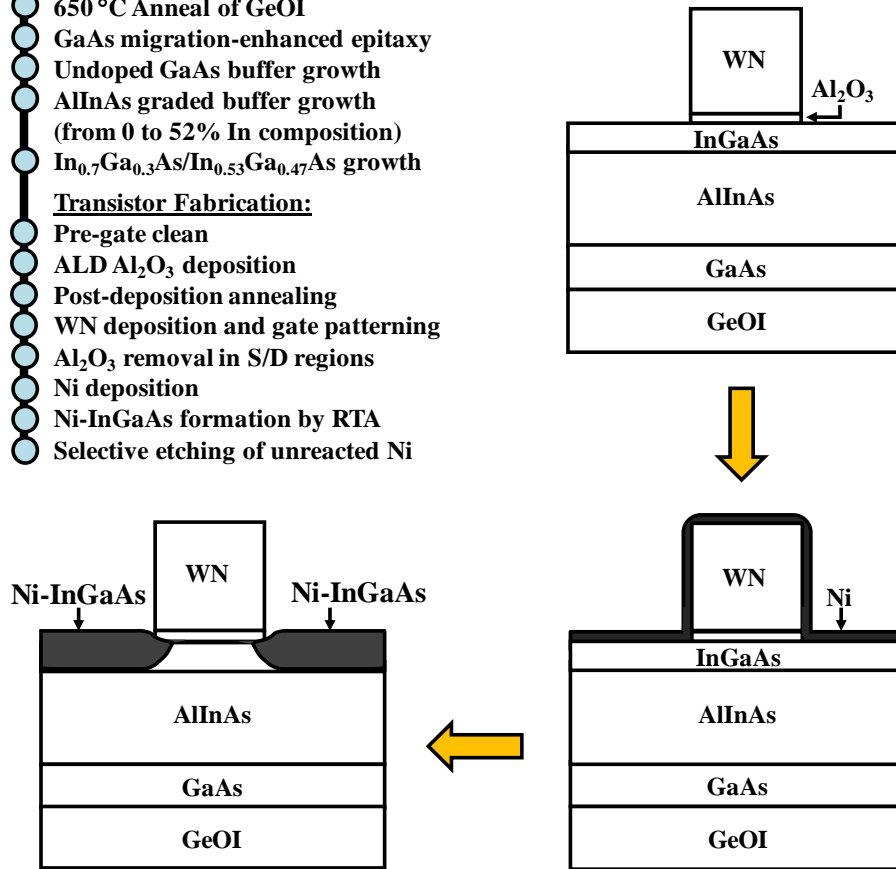 650 °C Anneal of GeOI
GaAs migration-enhanced epitaxy
Undoped GaAs buffer growth
AlInAs graded buffer growth
(from 0 to 52% In composition)
In₀.₇Ga₀.₃As/In₀.₅₃Ga₀.₄₇As growth
Transistor Fabrication:
Pre-gate clean
ALD Al₂O₃ deposition
Post-deposition annealing
WN deposition and gate patterning
Al₂O₃ removal in S/D regions
Ni deposition
Ni-InGaAs formation by RTA
Selective etching of unreacted Ni
WN
Al₂O₃
InGaAs
AlInAs
GaAs
GeOI
WN
Ni-InGaAs
Ni-InGaAs
AlInAs
GaAs
GeOI
WN
Ni
InGaAs
AlInAs
GaAs
GeOI